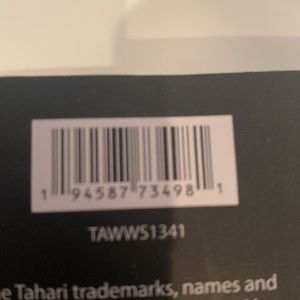 1 94587 73498 1
TAWWS1341
e Tahari trademarks, names and